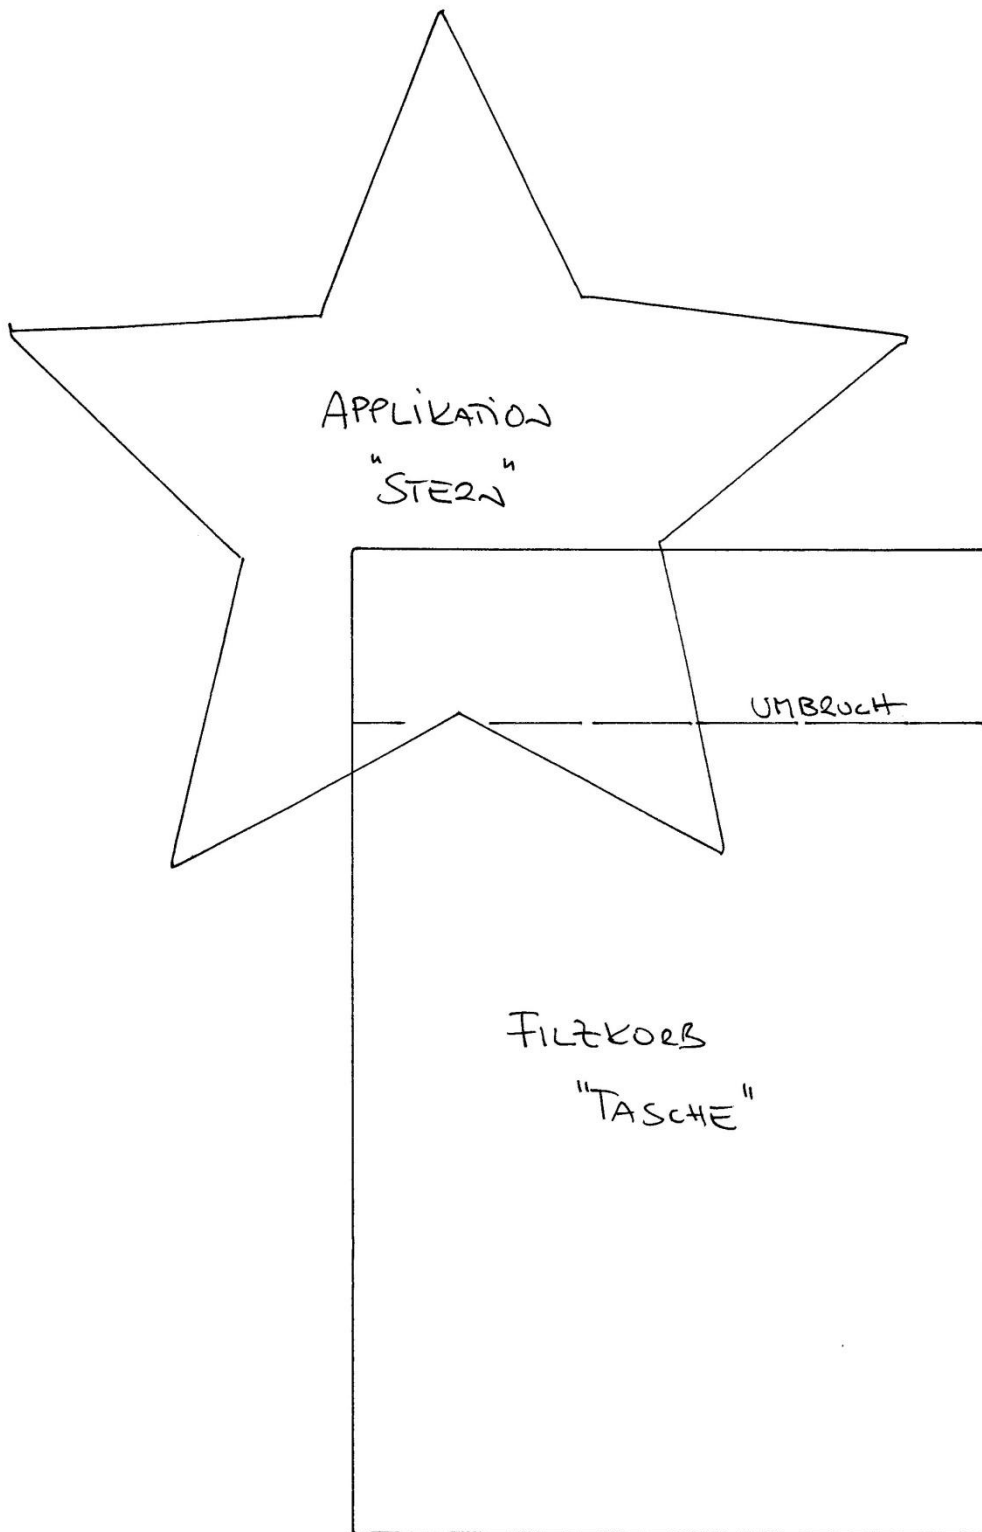 APPLiKATiON
"STERN"
UMBRUCH
FILZKORB
"TASCHE"